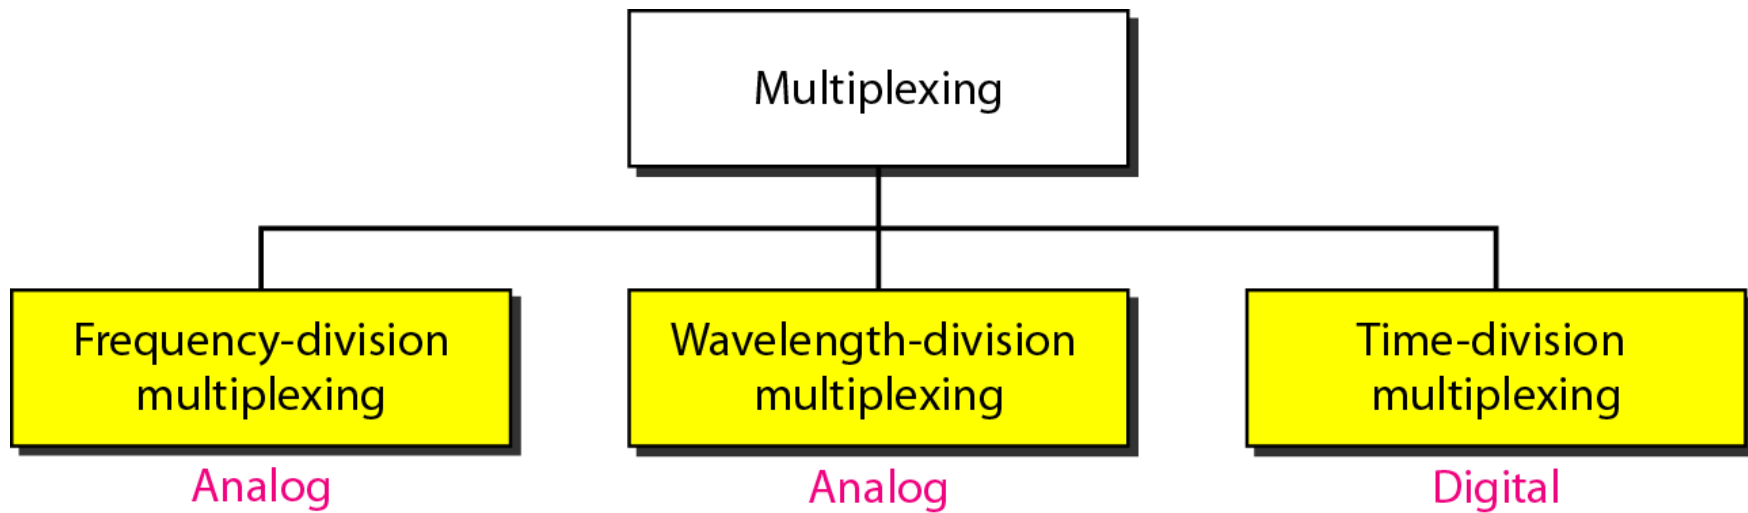 Multiplexing
Frequency-division
multiplexing
Wavelength-division
multiplexing
Time-division
multiplexing
Analog
Analog
Digital